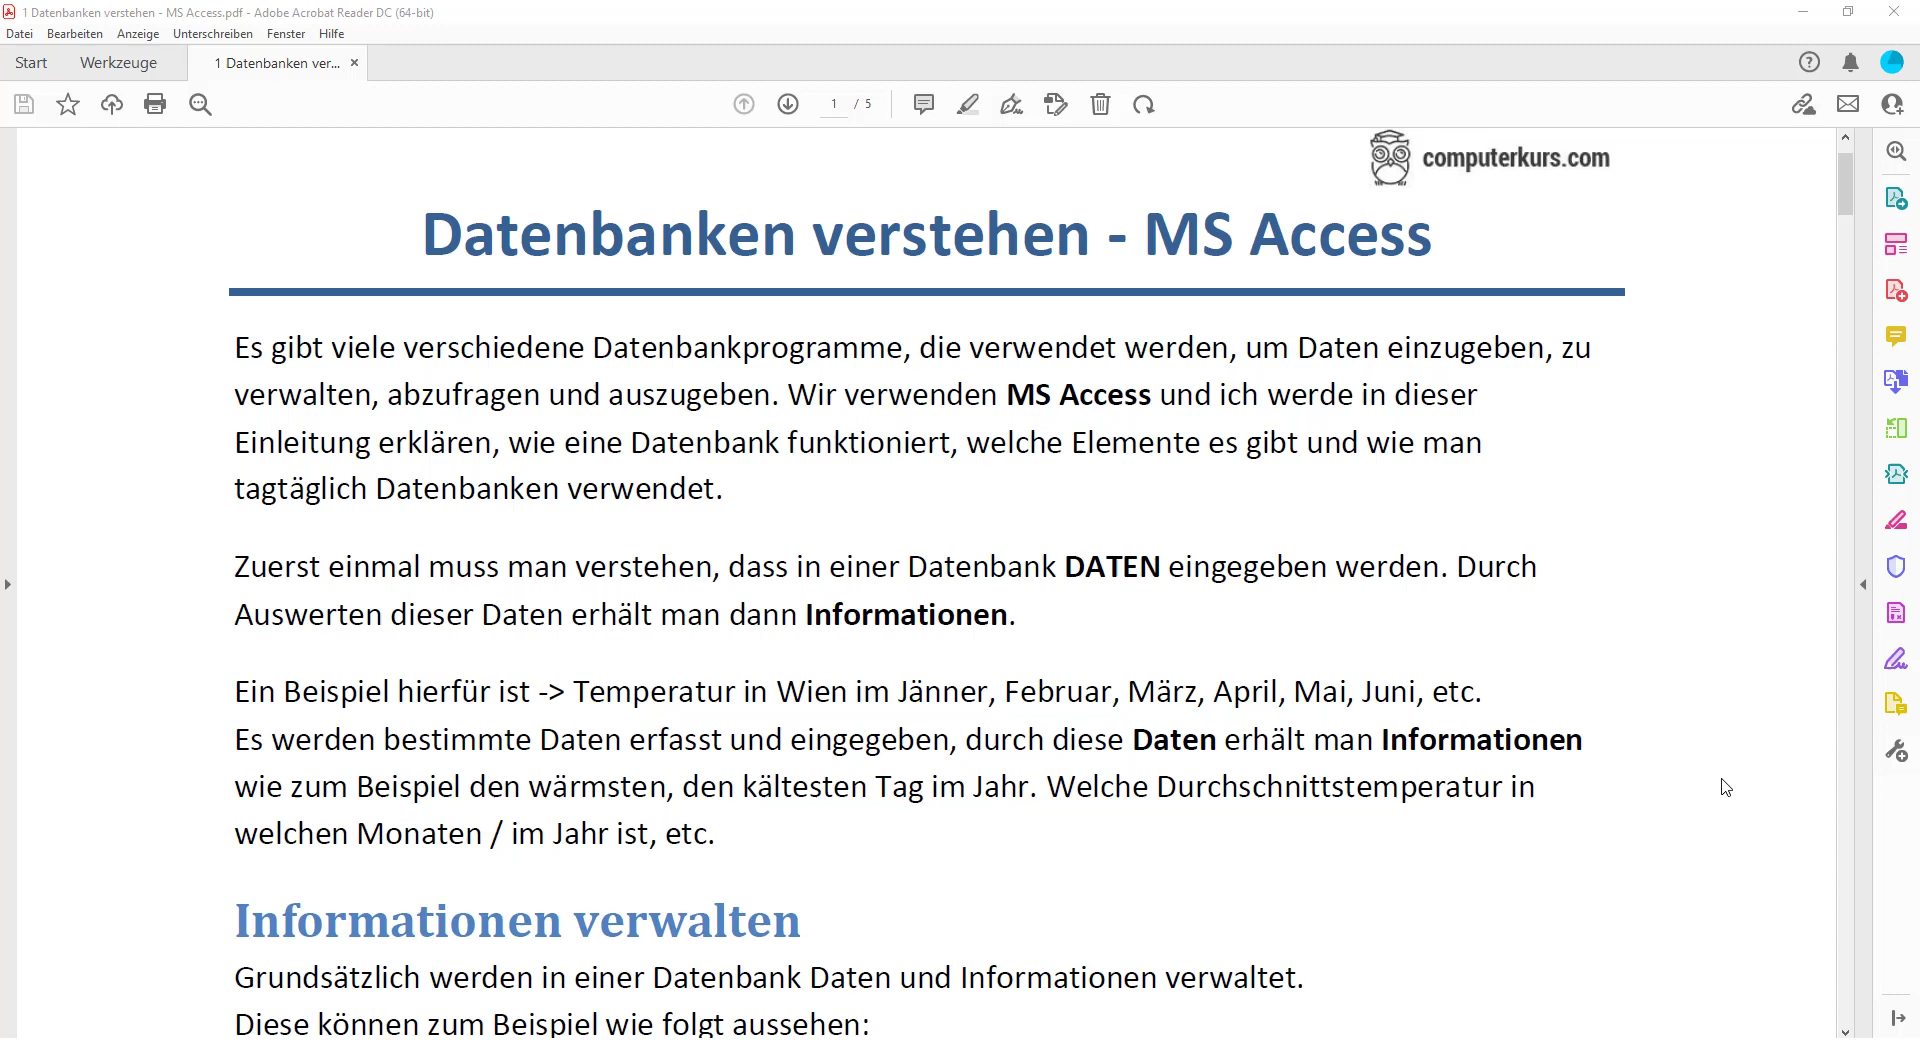 1 Datenbanken verstehen - MS Access.pdf - Adobe Acrobat Reader DC (64-bit)
Datei Bearbeiten Anzeige Unterschreiben Fenster Hilfe
Start Werkzeuge 1 Datenbanken ver...
1 / 5
computerkurs.com
Datenbanken verstehen - MS Access
Es gibt viele verschiedene Datenbankprogramme, die verwendet werden, um Daten einzugeben, zu
verwalten, abzufragen und auszugeben. Wir verwenden MS Access und ich werde in dieser
Einleitung erklären, wie eine Datenbank funktioniert, welche Elemente es gibt und wie man
tagtäglich Datenbanken verwendet.
Zuerst einmal muss man verstehen, dass in einer Datenbank DATEN eingegeben werden. Durch
Auswerten dieser Daten erhält man dann Informationen.
Ein Beispiel hierfür ist -> Temperatur in Wien im Jänner, Februar, März, April, Mai, Juni, etc.
Es werden bestimmte Daten erfasst und eingegeben, durch diese Daten erhält man Informationen
wie zum Beispiel den wärmsten, den kältesten Tag im Jahr. Welche Durchschnittstemperatur in
welchen Monaten / im Jahr ist, etc.
Informationen verwalten
Grundsätzlich werden in einer Datenbank Daten und Informationen verwaltet.
Diese können zum Beispiel wie folgt aussehen: